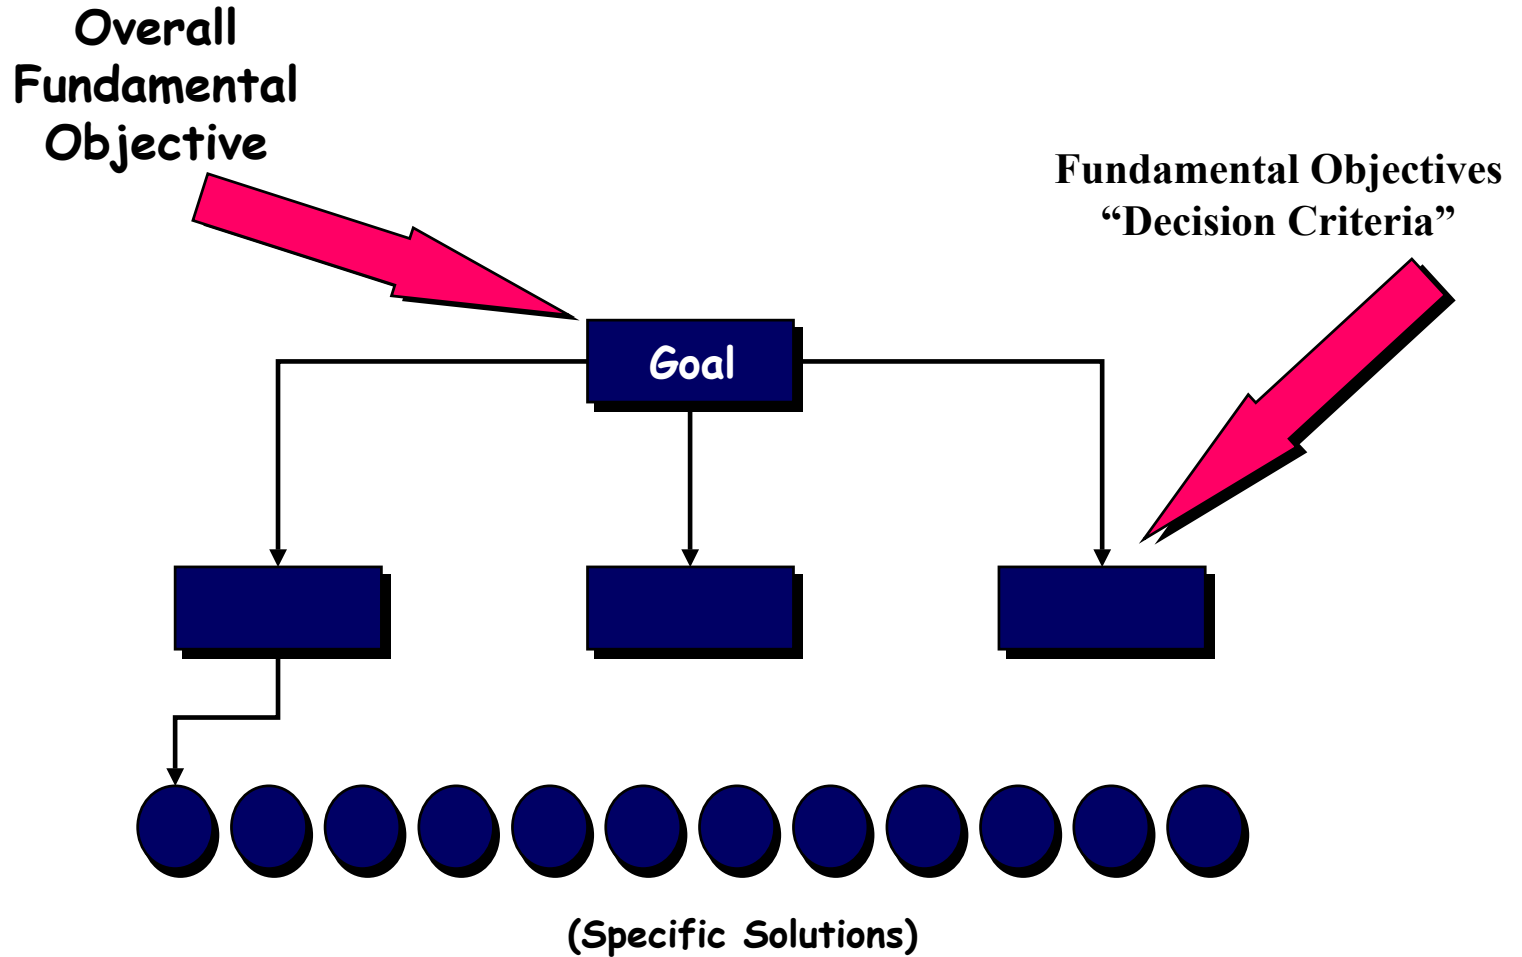 Overall
Fundamental
Objective
Fundamental Objectives
“Decision Criteria”
Goal
(Specific Solutions)